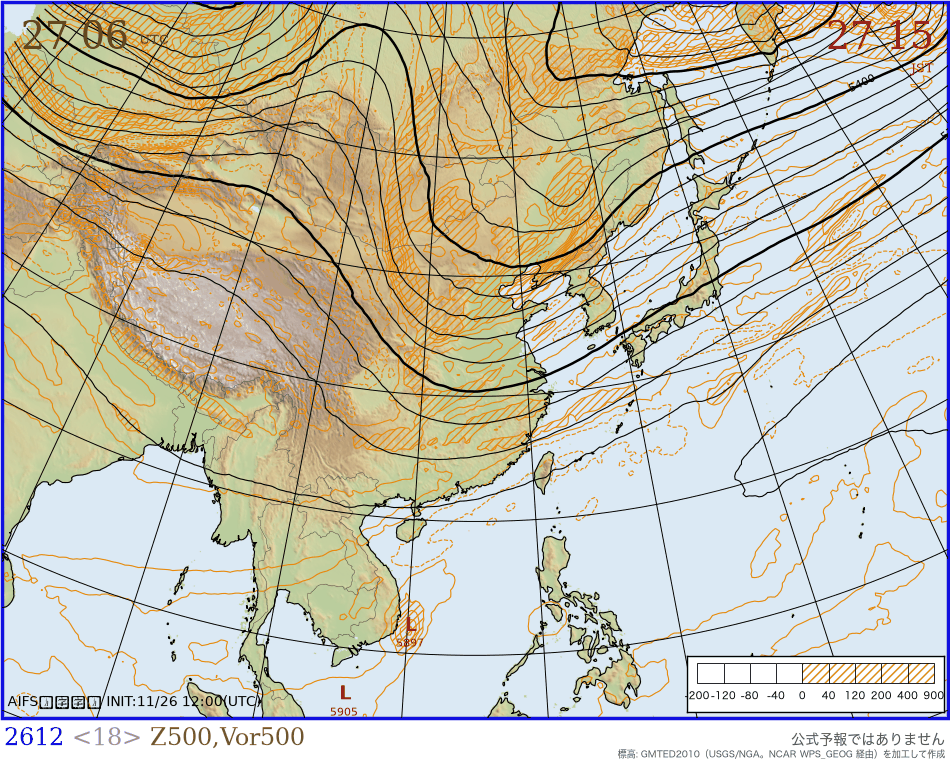 27 06 UTC
27 15
JST
5400
L
5897
L
5905
-200 -120 -80 -40 0 40 120 200 400 900
AIFS INIT:11/26 12:00(UTC)
2612 <18> Z500,Vor500
公式予報ではありません
標高: GMTED2010（USGS/NGA。NCAR WPS_GEOG 経由）を加工して作成